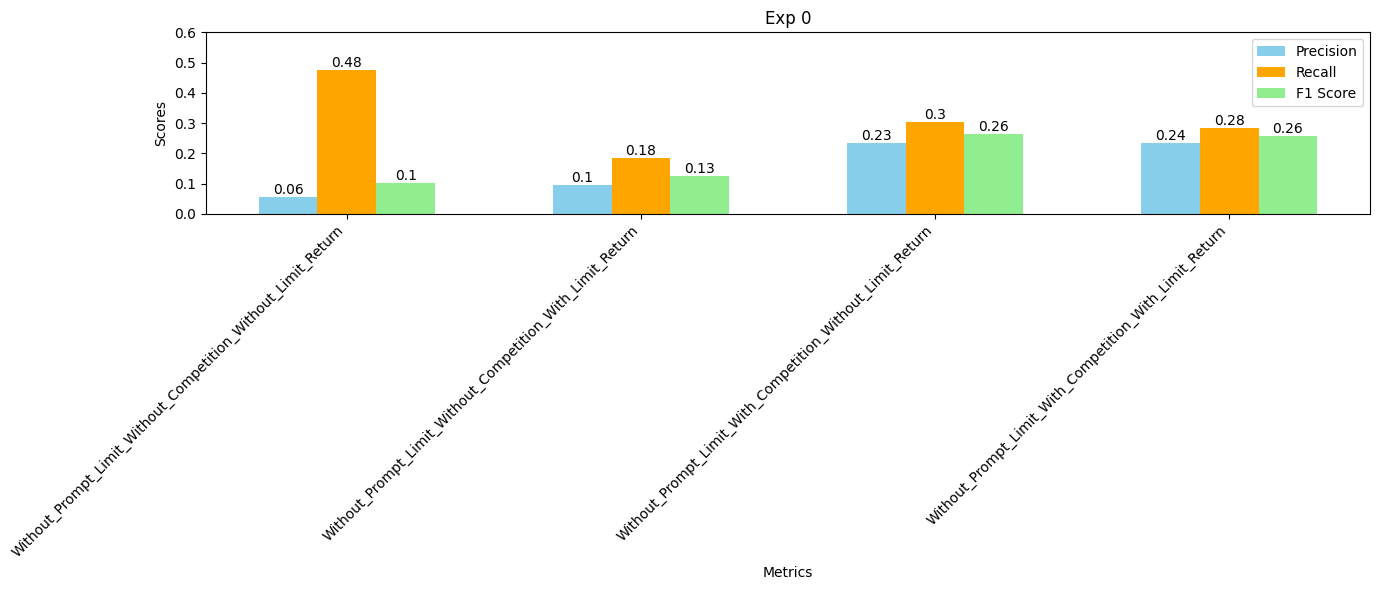 Exp 0
Scores
0.6
0.5
0.4
0.3
0.2
0.1
0.0
Precision
Recall
F1 Score
0.06
0.48
0.1
0.1
0.18
0.13
0.23
0.3
0.26
0.24
0.28
0.26
Without_Prompt_Limit_Without_Competition_Without_Limit_Return
Without_Prompt_Limit_Without_Competition_With_Limit_Return
Without_Prompt_Limit_With_Competition_Without_Limit_Return
Without_Prompt_Limit_With_Competition_With_Limit_Return
Metrics